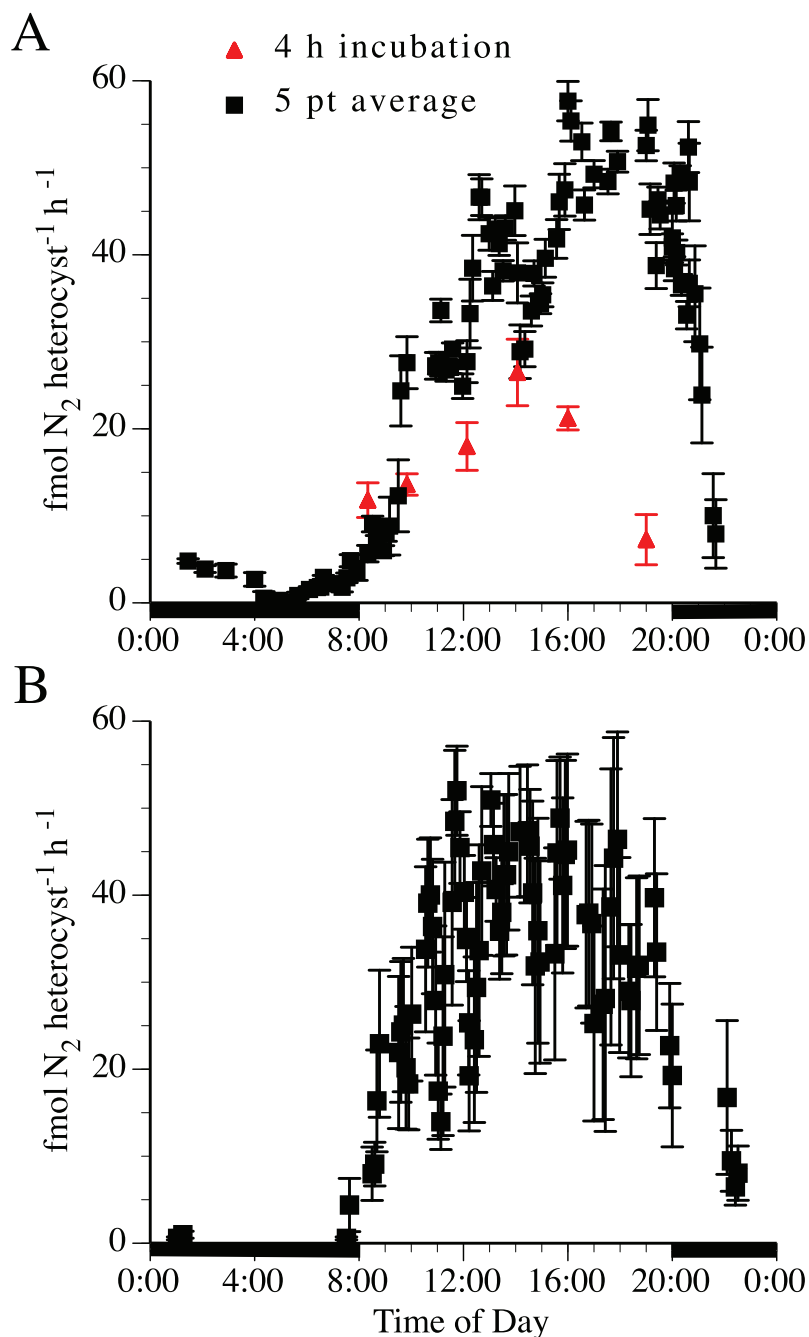 A
4 h incubation
5 pt average
60
40
20
0
fmol N₂ heterocyst⁻¹ h⁻¹
0:00 4:00 8:00 12:00 16:00 20:00 0:00
B
60
40
20
0
fmol N₂ heterocyst⁻¹ h⁻¹
0:00 4:00 8:00 12:00 16:00 20:00 0:00
Time of Day